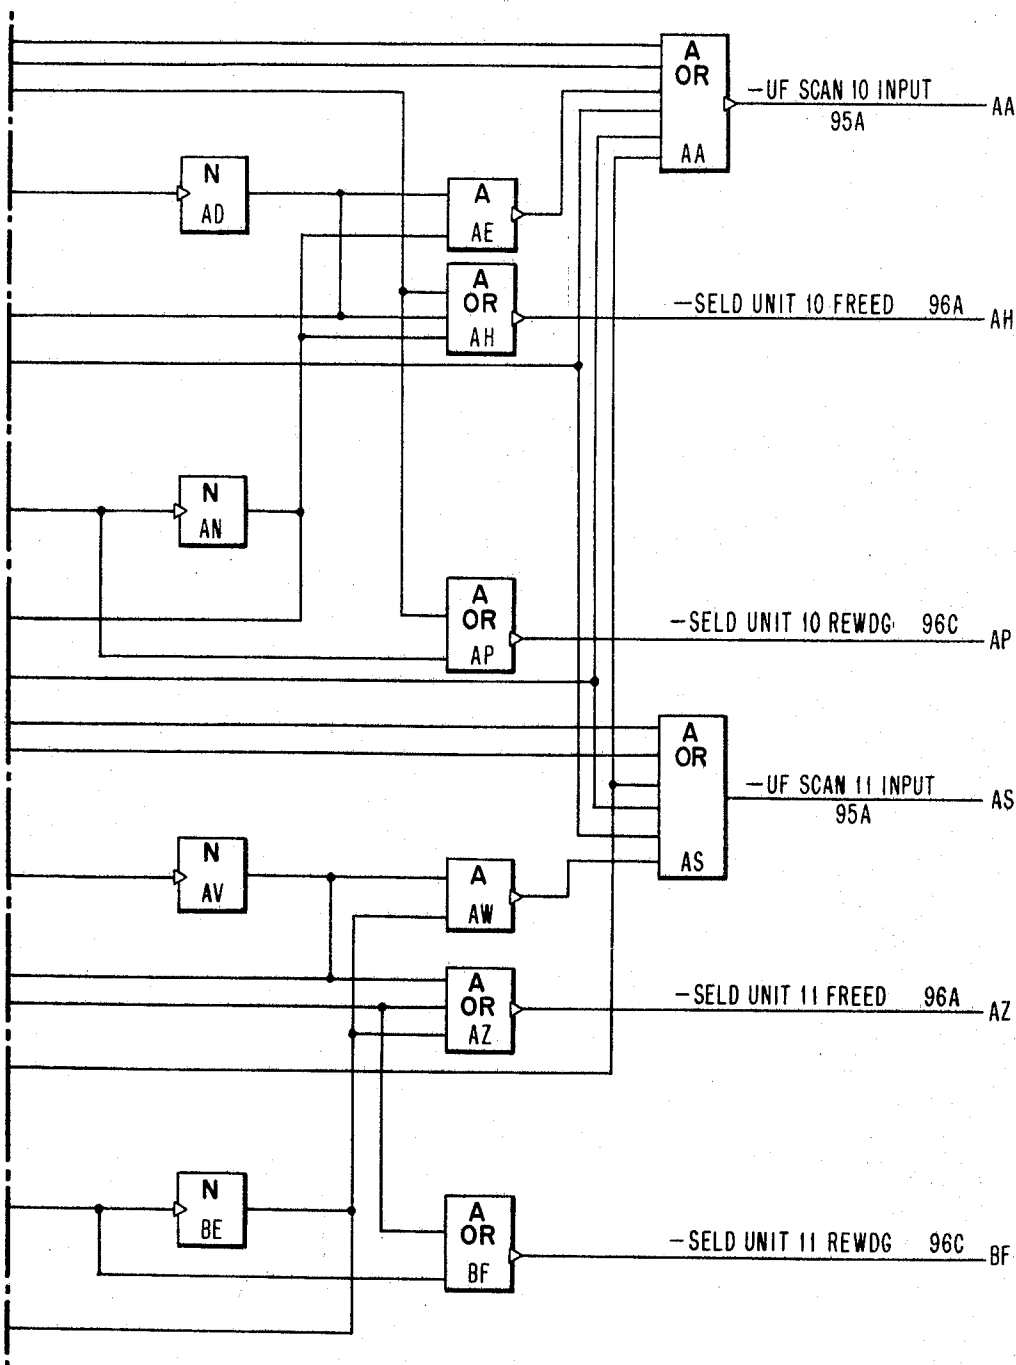 A
OR
AA
—UF SCAN 10 INPUT
95A
AA
N
AD
A
AE
A
OR
AH
—SELD UNIT 10 FREED 96A
AH
N
AN
A
OR
AP
—SELD UNIT 10 REWDG 96C
AP
A
OR
AS
—UF SCAN 11 INPUT
95A
AS
N
AV
A
AW
A
OR
AZ
—SELD UNIT 11 FREED 96A
AZ
N
BE
A
OR
BF
—SELD UNIT 11 REWDG 96C
BF